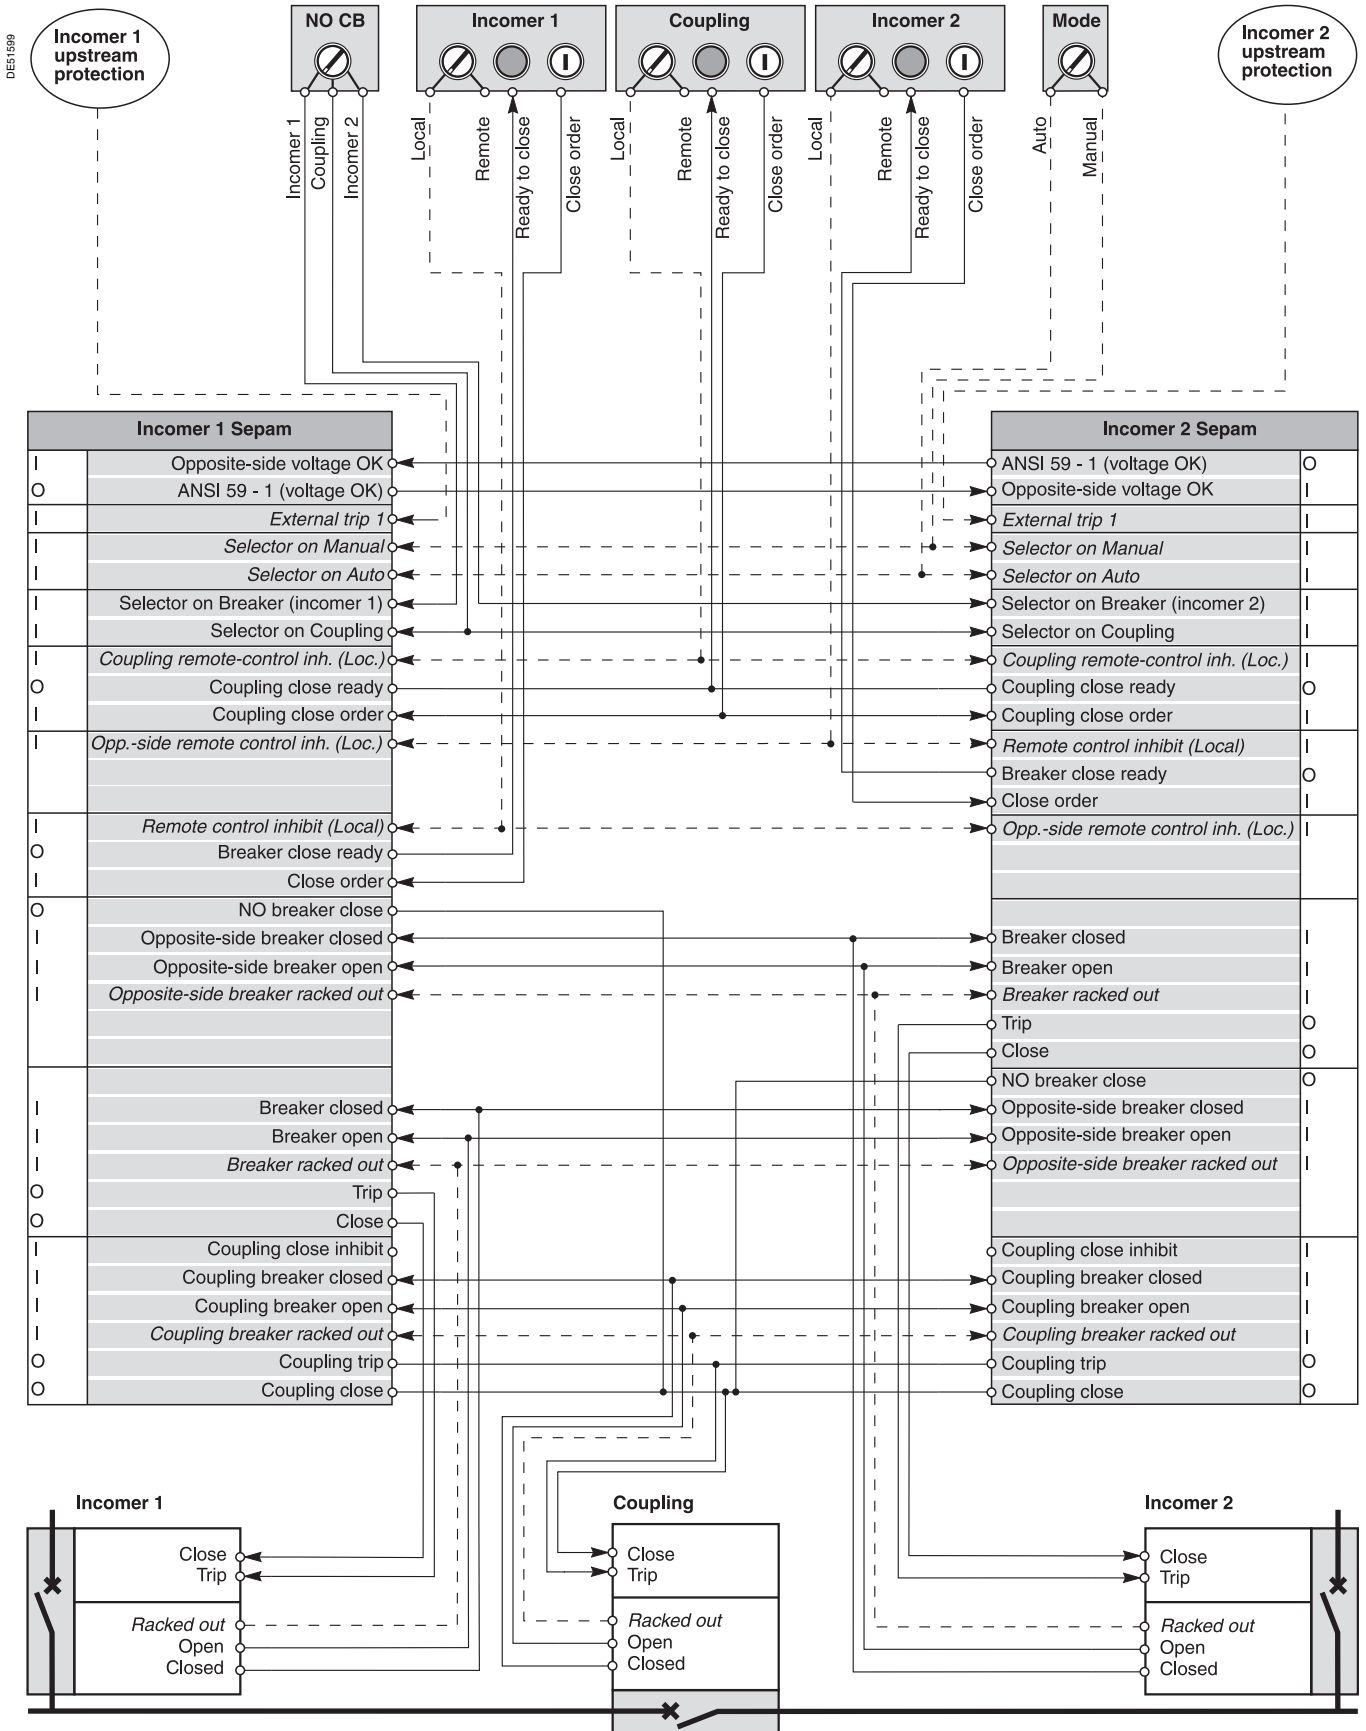 DE51599
Incomer 1
upstream
protection
NO CB
Incomer 1
Coupling
Incomer 2
Mode
Incomer 2
upstream
protection
Incomer 1
Coupling
Incomer 2
Local
Remote
Ready to close
Close order
Local
Remote
Ready to close
Close order
Local
Remote
Ready to close
Close order
Auto
Manual
Incomer 1 Sepam
I Opposite-side voltage OK
O ANSI 59 - 1 (voltage OK)
I External trip 1
I Selector on Manual
I Selector on Auto
I Selector on Breaker (incomer 1)
I Selector on Coupling
I Coupling remote-control inh. (Loc.)
O Coupling close ready
I Coupling close order
I Opp.-side remote control inh. (Loc.)
I Remote control inhibit (Local)
O Breaker close ready
I Close order
O NO breaker close
I Opposite-side breaker closed
I Opposite-side breaker open
I Opposite-side breaker racked out
I Breaker closed
I Breaker open
I Breaker racked out
O Trip
O Close
I Coupling close inhibit
I Coupling breaker closed
I Coupling breaker open
I Coupling breaker racked out
O Coupling trip
O Coupling close
Incomer 2 Sepam
ANSI 59 - 1 (voltage OK) O
Opposite-side voltage OK I
External trip 1 I
Selector on Manual I
Selector on Auto I
Selector on Breaker (incomer 2) I
Selector on Coupling I
Coupling remote-control inh. (Loc.) I
Coupling close ready O
Coupling close order I
Remote control inhibit (Local) I
Breaker close ready O
Close order I
Opp.-side remote control inh. (Loc.) I
Breaker closed I
Breaker open I
Breaker racked out I
Trip O
Close O
NO breaker close O
Opposite-side breaker closed I
Opposite-side breaker open I
Opposite-side breaker racked out I
Coupling close inhibit I
Coupling breaker closed I
Coupling breaker open I
Coupling breaker racked out I
Coupling trip O
Coupling close O
Incomer 1
Close
Trip
Racked out
Open
Closed
Coupling
Close
Trip
Racked out
Open
Closed
Incomer 2
Close
Trip
Racked out
Open
Closed